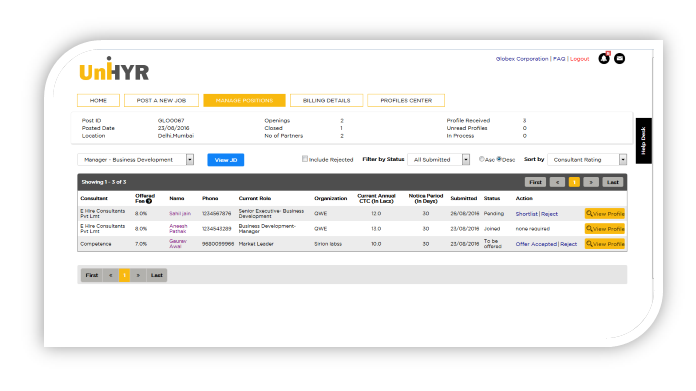 Globex Corporation | FAQ | Logout
UniHYR
HOME POST A NEW JOB MANAGE POSITIONS BILLING DETAILS PROFILES CENTER
Post ID GLO0067 Openings 2 Profile Received 3
Posted Date 23/08/2016 Closed 1 Unread Profiles 0
Location Delhi,Mumbai No of Partners 2 In Process 0
Help Desk
Manager - Business Development View JD Include Rejected Filter by Status All Submitted Asc Desc Sort by Consultant Rating
Showing 1 - 3 of 3 First < 1 > Last
Consultant Offered Fee Name Phone Current Role Organization Current Annual CTC (In Lacs) Notice Period (In Days) Submitted Status Action
E Hire Consultants Pvt Lmt 8.0% Sahil jain 1234567876 Senior Executive- Business Development QWE 12.0 30 26/08/2016 Pending Shortlist | Reject View Profile
E Hire Consultants Pvt Lmt 8.0% Aneesh Pathak 1234543289 Business Development- Manager QWE 13.0 30 23/08/2016 Joined none required View Profile
Competence 7.0% Gaurav 9680099966 Market Leader 10.0 30 23/08/2016 To be offered Offer Accepted | Reject View Profile
First < 1 > Last